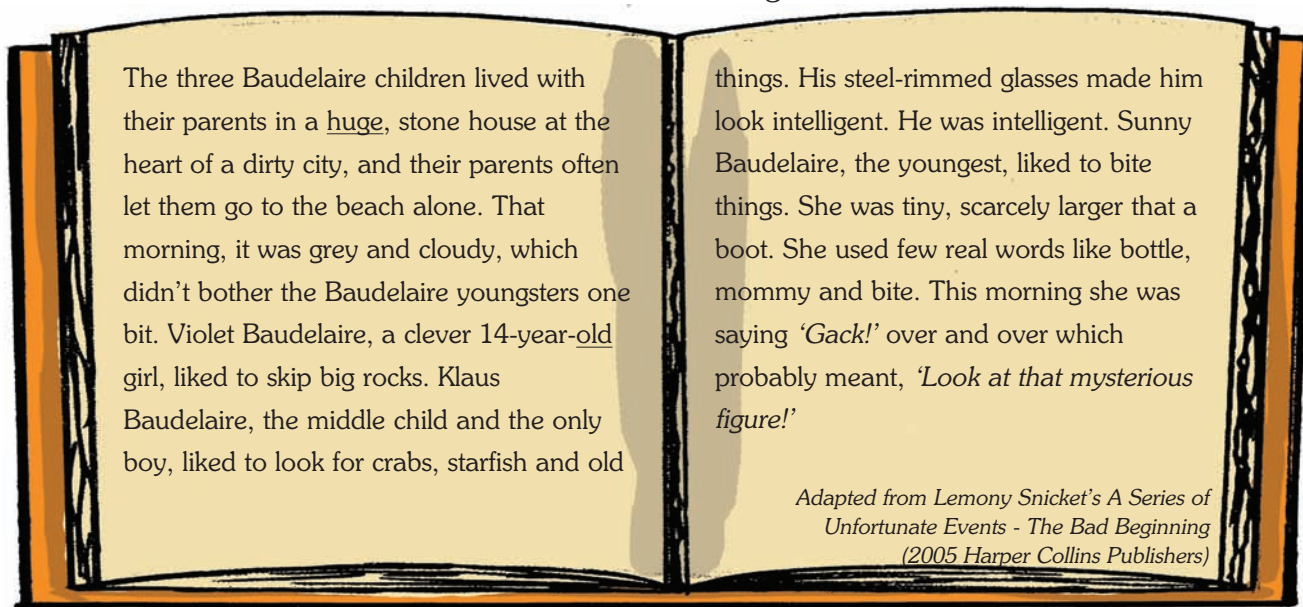 The three Baudelaire children lived with
their parents in a huge, stone house at the
heart of a dirty city, and their parents often
let them go to the beach alone. That
morning, it was grey and cloudy, which
didn't bother the Baudelaire youngsters one
bit. Violet Baudelaire, a clever 14-year-old
girl, liked to skip big rocks. Klaus
Baudelaire, the middle child and the only
boy, liked to look for crabs, starfish and old
things. His steel-rimmed glasses made him
look intelligent. He was intelligent. Sunny
Baudelaire, the youngest, liked to bite
things. She was tiny, scarcely larger that a
boot. She used few real words like bottle,
mommy and bite. This morning she was
saying ‘Gack!’ over and over which
probably meant, ‘Look at that mysterious
figure!’
Adapted from Lemony Snicket's A Series of
Unfortunate Events - The Bad Beginning
(2005 Harper Collins Publishers)